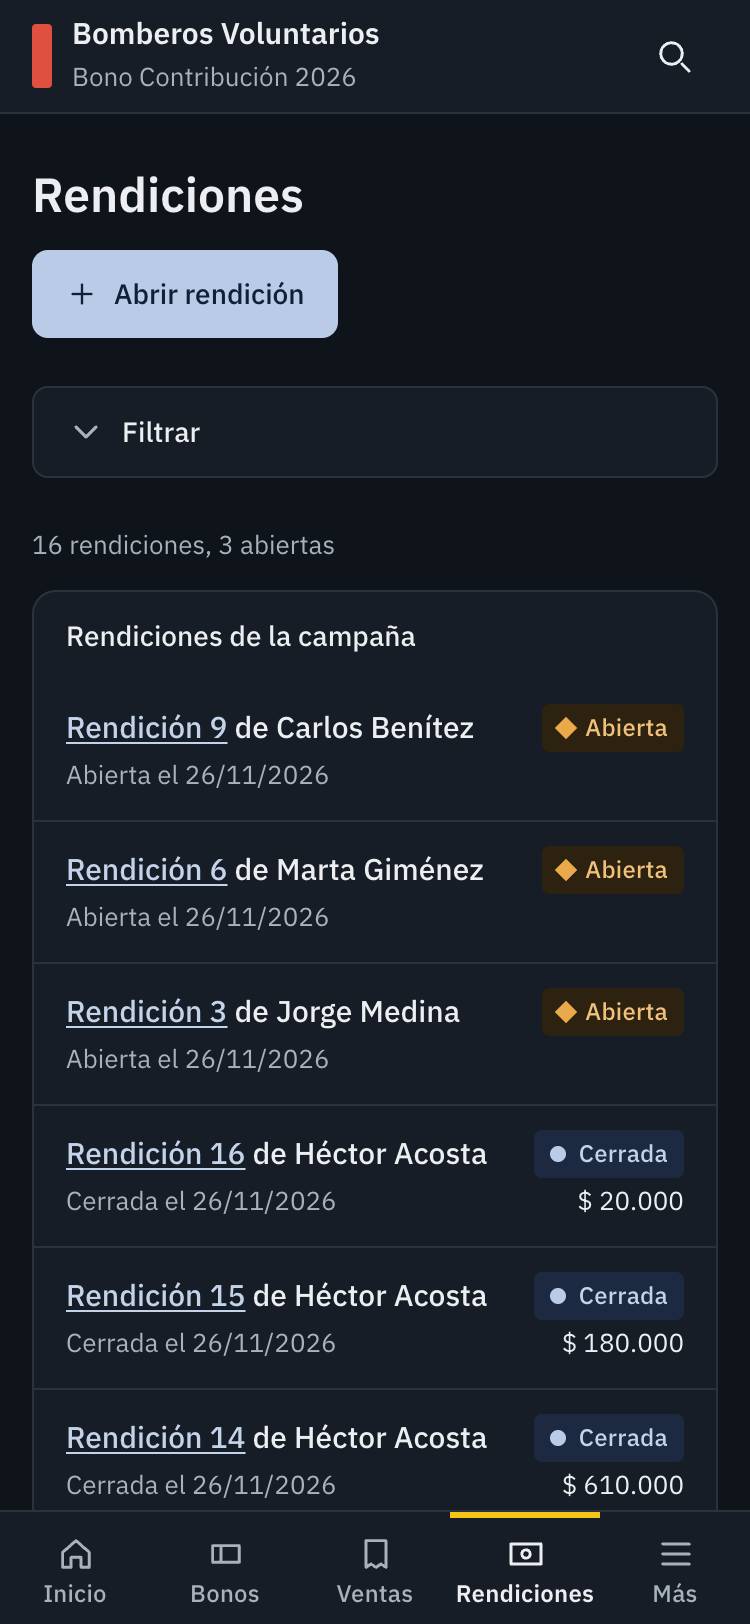 Bomberos Voluntarios
Bono Contribución 2026
Rendiciones
+ Abrir rendición
Filtrar
16 rendiciones, 3 abiertas
Rendiciones de la campaña
Rendición 9 de Carlos Benítez Abierta
Abierta el 26/11/2026
Rendición 6 de Marta Giménez Abierta
Abierta el 26/11/2026
Rendición 3 de Jorge Medina Abierta
Abierta el 26/11/2026
Rendición 16 de Héctor Acosta Cerrada
Cerrada el 26/11/2026 $ 20.000
Rendición 15 de Héctor Acosta Cerrada
Cerrada el 26/11/2026 $ 180.000
Rendición 14 de Héctor Acosta Cerrada
Cerrada el 26/11/2026 $ 610.000
Inicio Bonos Ventas Rendiciones Más